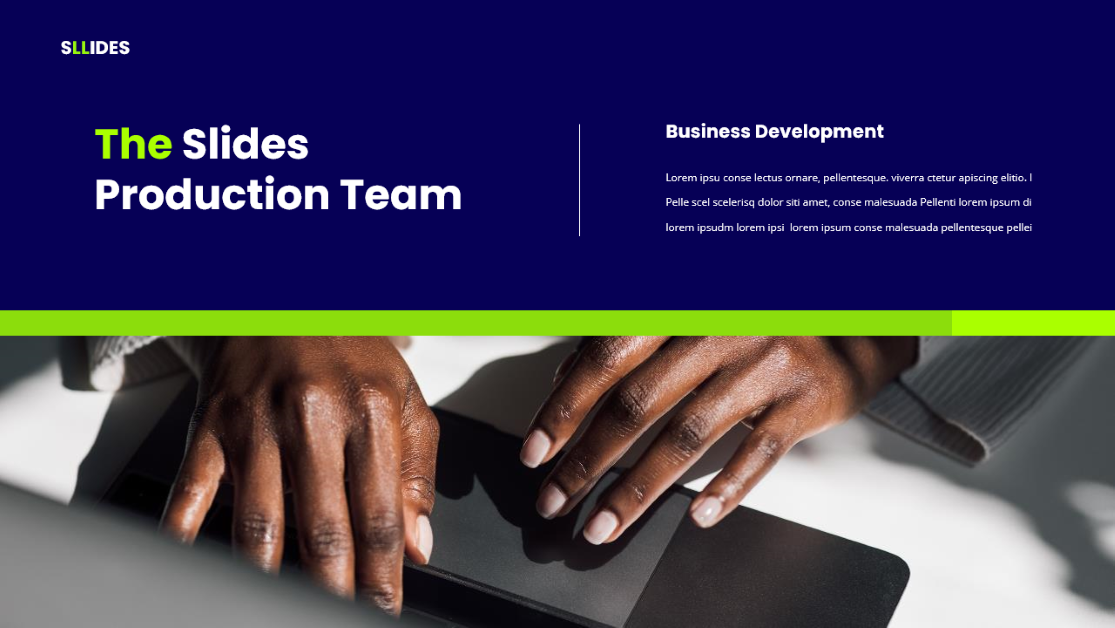 SLLIDES
The Slides
Production Team
Business Development
Lorem ipsu conse lectus ornare, pellentesque. viverra ctetur apiscing elitio. I
Pelle scel scelerisq dolor siti amet, conse malesuada Pellenti lorem ipsum di
lorem ipsudm lorem ipsi lorem ipsum conse malesuada pellentesque pellei